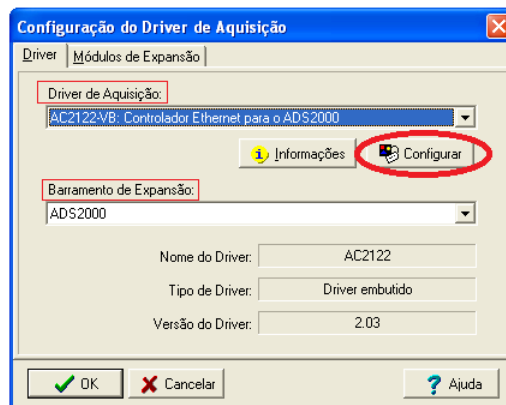 Configuração do Driver de Aquisição
Driver
Módulos de Expansão
Driver de Aquisição:
AC2122-VB: Controlador Ethernet para o ADS2000
Informações
Configurar
Barramento de Expansão:
ADS2000
Nome do Driver: AC2122
Tipo de Driver: Driver embutido
Versão do Driver: 2.03
OK
Cancelar
? Ajuda